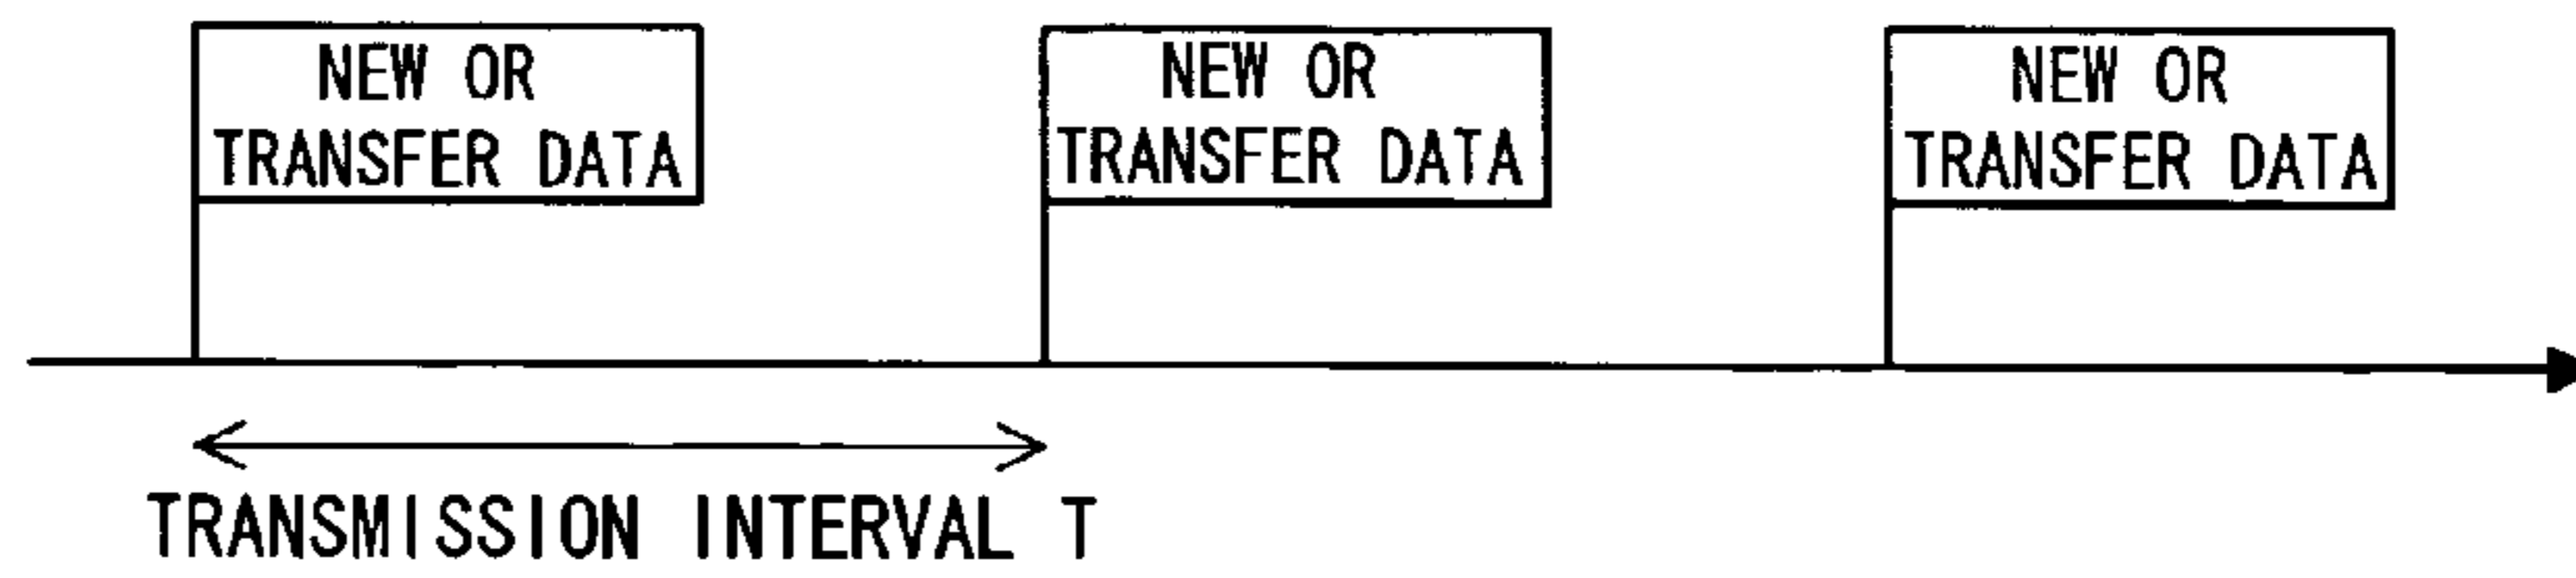 NEW OR
TRANSFER DATA
NEW OR
TRANSFER DATA
NEW OR
TRANSFER DATA
TRANSMISSION INTERVAL T